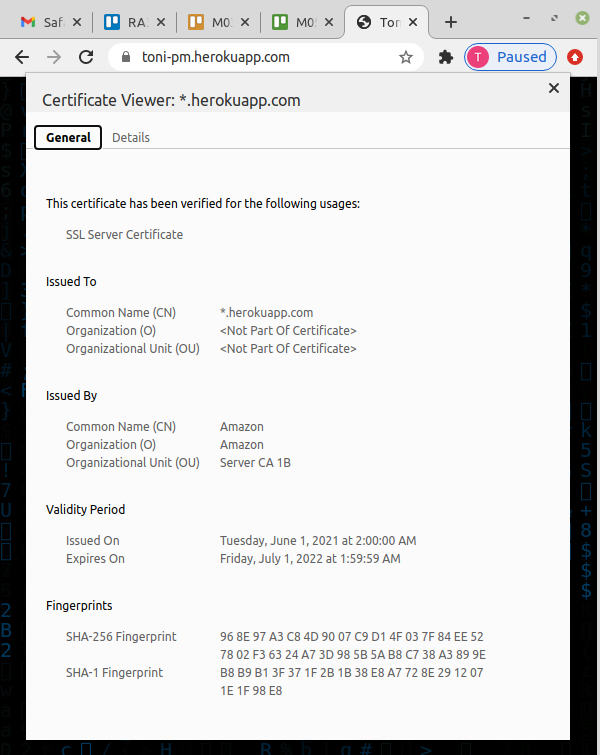 Saf
RA
M0
M05
Ton
toni-pm.herokuapp.com
T
Paused
Certificate Viewer: *.herokuapp.com
General
Details
This certificate has been verified for the following usages:
SSL Server Certificate
Issued To
Common Name (CN) *.herokuapp.com
Organization (O) <Not Part Of Certificate>
Organizational Unit (OU) <Not Part Of Certificate>
Issued By
Common Name (CN) Amazon
Organization (O) Amazon
Organizational Unit (OU) Server CA 1B
Validity Period
Issued On Tuesday, June 1, 2021 at 2:00:00 AM
Expires On Friday, July 1, 2022 at 1:59:59 AM
Fingerprints
SHA-256 Fingerprint 96 8E 97 A3 C8 4D 90 07 C9 D1 4F 03 7F 84 EE 52
78 02 F3 63 24 A7 3D 98 5B 5A B8 C7 38 A3 89 9E
SHA-1 Fingerprint B8 B9 B1 3F 37 1F 2B 1B 38 E8 A7 72 8E 29 12 07
1E 1F 98 E8